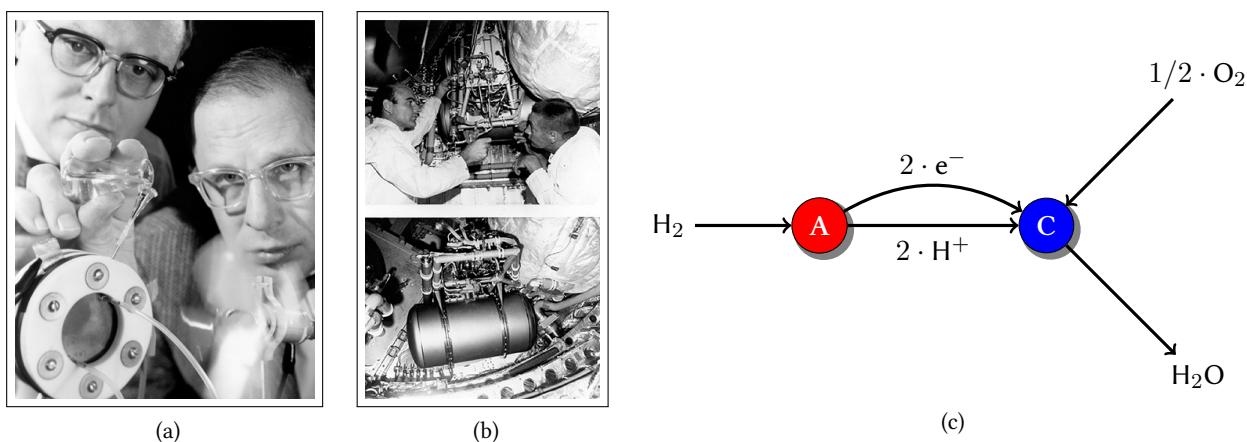 1/2 · O₂
2 · e⁻
H₂
A
C
2 · H⁺
H₂O
(a)
(b)
(c)